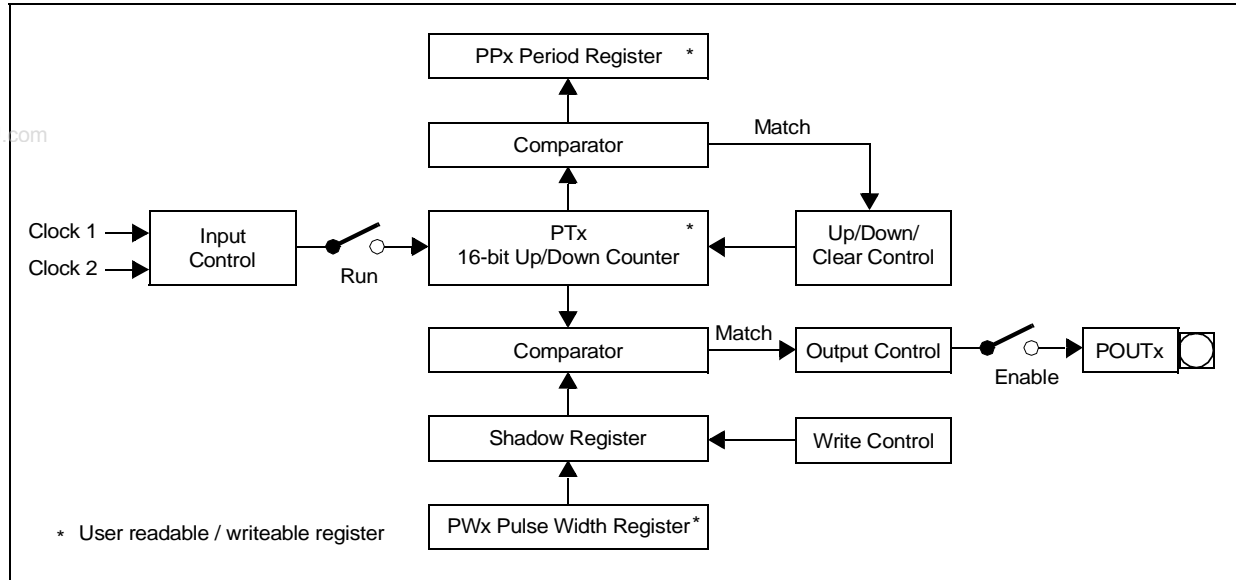 PPx Period Register *
.com
Comparator
Match
Clock 1
Clock 2
Input
Control
Run
PTx *
16-bit Up/Down Counter
Up/Down/
Clear Control
Comparator
Match
Output Control
Enable
POUTx
Shadow Register
Write Control
PWx Pulse Width Register *
* User readable / writeable register